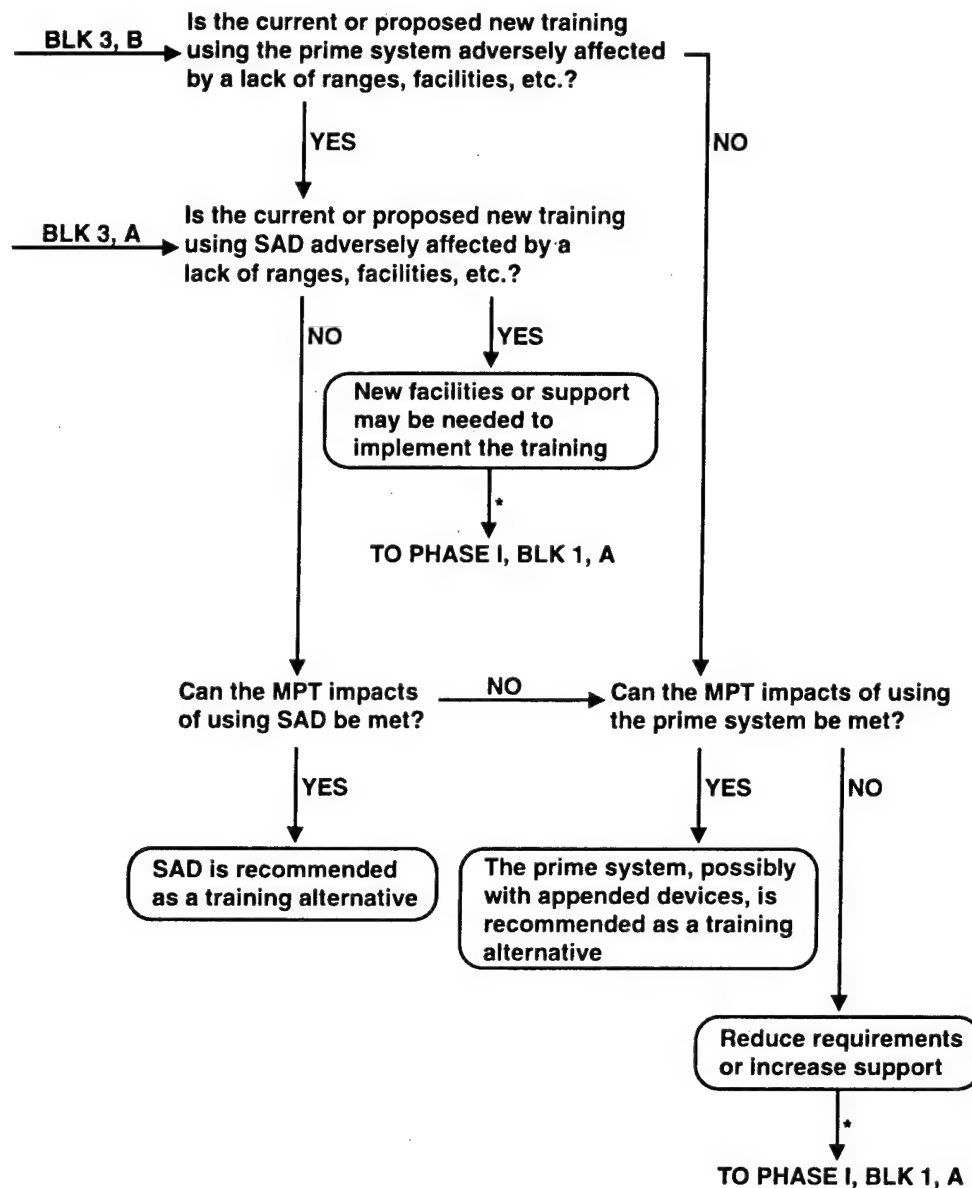 BLK 3, B
Is the current or proposed new training
using the prime system adversely affected
by a lack of ranges, facilities, etc.?
YES
NO
BLK 3, A
Is the current or proposed new training
using SAD adversely affected by a
lack of ranges, facilities, etc.?
NO
YES
New facilities or support
may be needed to
implement the training
*
TO PHASE I, BLK 1, A
Can the MPT impacts
of using SAD be met?
NO
Can the MPT impacts of using
the prime system be met?
YES
YES
NO
SAD is recommended
as a training alternative
The prime system, possibly
with appended devices, is
recommended as a training
alternative
Reduce requirements
or increase support
*
TO PHASE I, BLK 1, A